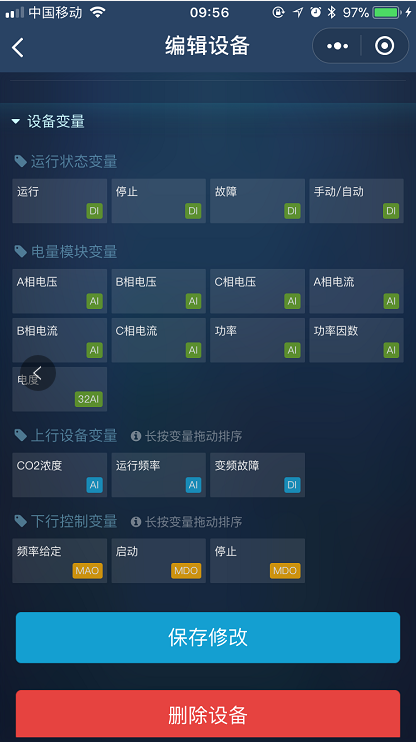 中国移动 09:56 97%
编辑设备
设备变量
运行状态变量
运行 停止 故障 手动/自动
DI DI DI DI
电量模块变量
A相电压 B相电压 C相电压 A相电流
AI AI AI AI
B相电流 C相电流 功率 功率因数
AI AI AI AI
电度
32AI
上行设备变量 长按变量拖动排序
CO2浓度 运行频率 变频故障
AI AI DI
下行控制变量 长按变量拖动排序
频率给定 启动 停止
MAO MDO MDO
保存修改
删除设备